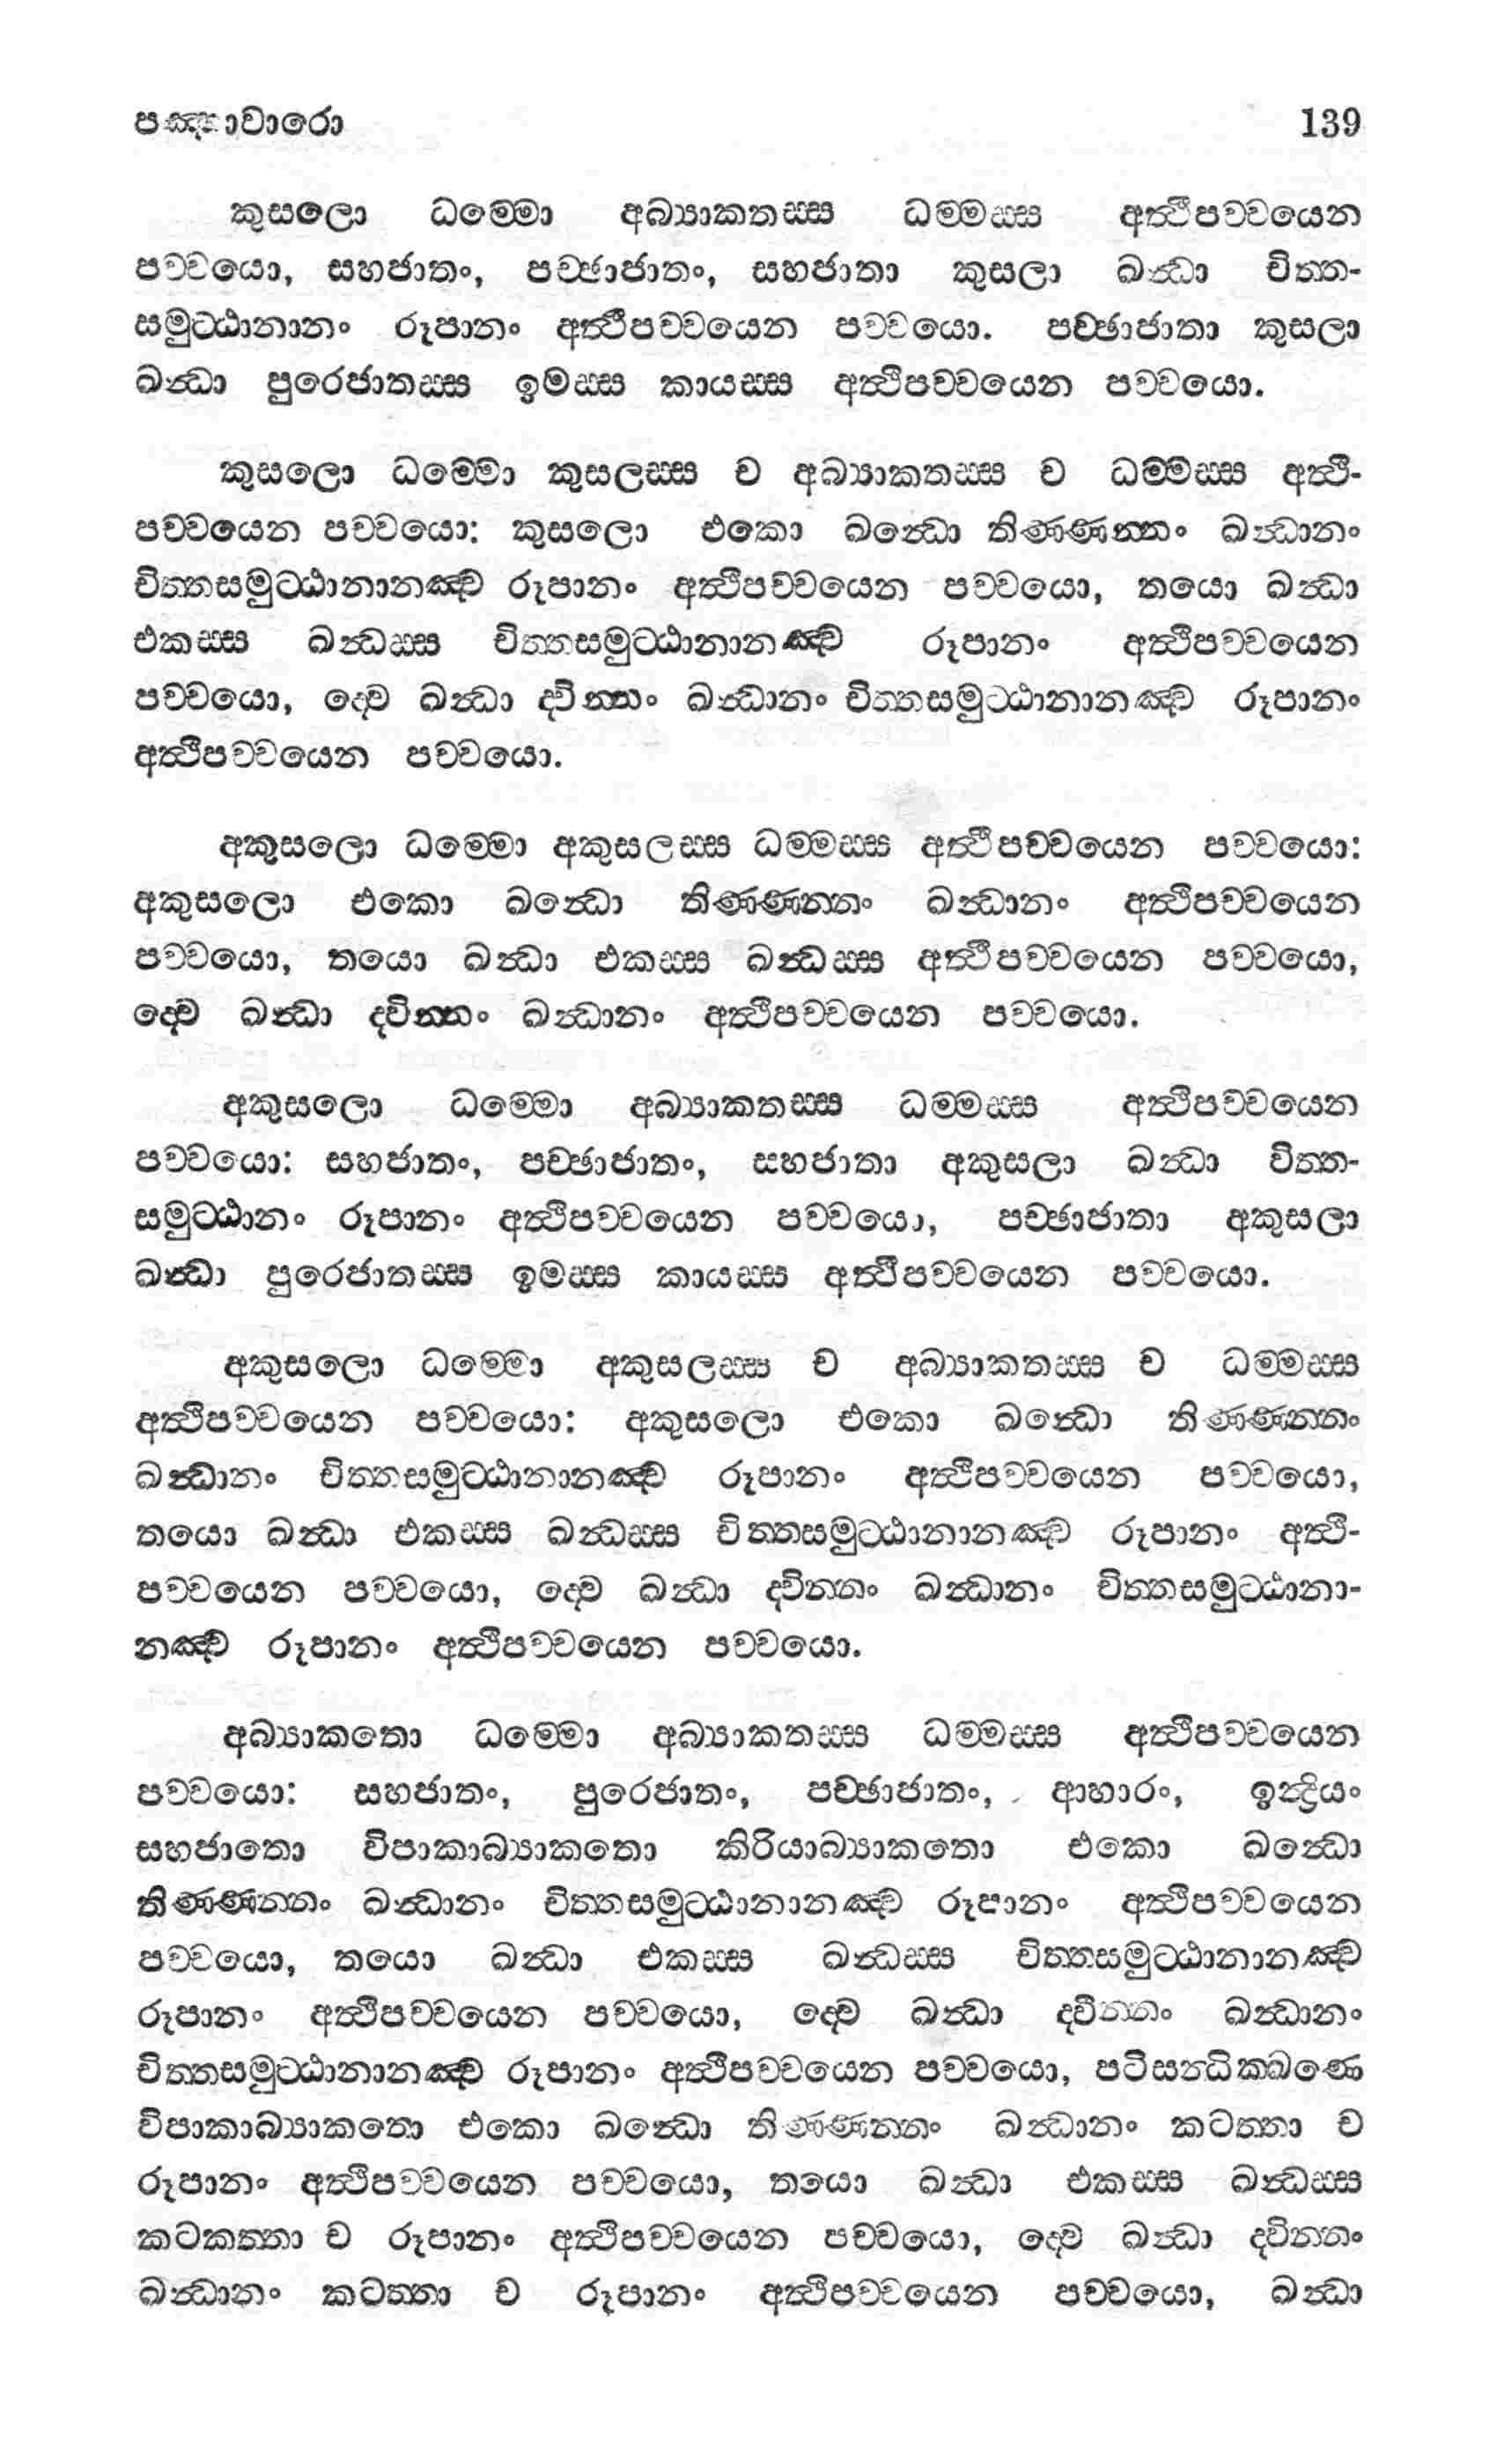 පඤ්හාවාරො 139
කුසලො ධම්මො අබ්‍යාකතස්ස ධම්මස්ස අත්ථිපච්චයෙන
පච්චයො, සහජාතං, පච්ඡාජාතං, සහජාතා කුසලා ඛන්ධා චිත්ත-
සමුට්ඨානානං රූපානං අත්ථිපච්චයෙන පච්චයො. පච්ඡාජාතා කුසලා
ඛන්ධා පුරෙජාතස්ස ඉමස්ස කායස්ස අත්ථිපච්චයෙන පච්චයො.
කුසලො ධම්මො කුසලස්ස ච අබ්‍යාකතස්ස ච ධම්මස්ස අත්ථි-
පච්චයෙන පච්චයො: කුසලො එකො ඛන්ධො තිණ්ණන්නං ඛන්ධානං
චිත්තසමුට්ඨානානඤ්ච රූපානං අත්ථිපච්චයෙන පච්චයො, තයො ඛන්ධා
එකස්ස ඛන්ධස්ස චිත්තසමුට්ඨානානඤ්ච රූපානං අත්ථිපච්චයෙන
පච්චයො, ද්වෙ ඛන්ධා ද්වින්නං ඛන්ධානං චිත්තසමුට්ඨානානඤ්ච රූපානං
අත්ථිපච්චයෙන පච්චයො.
අකුසලො ධම්මො අකුසලස්ස ධම්මස්ස අත්ථිපච්චයෙන පච්චයො:
අකුසලො එකො ඛන්ධො තිණ්ණන්නං ඛන්ධානං අත්ථිපච්චයෙන
පච්චයො, තයො ඛන්ධා එකස්ස ඛන්ධස්ස අත්ථිපච්චයෙන පච්චයො,
ද්වෙ ඛන්ධා ද්වින්නං ඛන්ධානං අත්ථිපච්චයෙන පච්චයො.
අකුසලො ධම්මො අබ්‍යාකතස්ස ධම්මස්ස අත්ථිපච්චයෙන
පච්චයො: සහජාතං, පච්ඡාජාතං, සහජාතා අකුසලා ඛන්ධා චිත්ත-
සමුට්ඨානං රූපානං අත්ථිපච්චයෙන පච්චයො, පච්ඡාජාතා අකුසලා
ඛන්ධා පුරෙජාතස්ස ඉමස්ස කායස්ස අත්ථිපච්චයෙන පච්චයො.
අකුසලො ධම්මො අකුසලස්ස ච අබ්‍යාකතස්ස ච ධම්මස්ස
අත්ථිපච්චයෙන පච්චයො: අකුසලො එකො ඛන්ධො තිණ්ණන්නං
ඛන්ධානං චිත්තසමුට්ඨානානඤ්ච රූපානං අත්ථිපච්චයෙන පච්චයො,
තයො ඛන්ධා එකස්ස ඛන්ධස්ස චිත්තසමුට්ඨානානඤ්ච රූපානං අත්ථි-
පච්චයෙන පච්චයො, ද්වෙ ඛන්ධා ද්වින්නං ඛන්ධානං චිත්තසමුට්ඨානා-
නඤ්ච රූපානං අත්ථිපච්චයෙන පච්චයො.
අබ්‍යාකතො ධම්මො අබ්‍යාකතස්ස ධම්මස්ස අත්ථිපච්චයෙන
පච්චයො: සහජාතං, පුරෙජාතං, පච්ඡාජාතං, ආහාරං, ඉන්ද්‍රියං
සහජාතො විපාකාබ්‍යාකතො කිරියාබ්‍යාකතො එකො ඛන්ධො
තිණ්ණන්නං ඛන්ධානං චිත්තසමුට්ඨානානඤ්ච රූපානං අත්ථිපච්චයෙන
පච්චයො, තයො ඛන්ධා එකස්ස ඛන්ධස්ස චිත්තසමුට්ඨානානඤ්ච
රූපානං අත්ථිපච්චයෙන පච්චයො, ද්වෙ ඛන්ධා ද්වින්නං ඛන්ධානං
චිත්තසමුට්ඨානානඤ්ච රූපානං අත්ථිපච්චයෙන පච්චයො, පටිසන්ධික්ඛණෙ
විපාකාබ්‍යාකතො එකො ඛන්ධො තිණ්ණන්නං ඛන්ධානං කටත්තා ච
රූපානං අත්ථිපච්චයෙන පච්චයො, තයො ඛන්ධා එකස්ස ඛන්ධස්ස
කටකත්තා ච රූපානං අත්ථිපච්චයෙන පච්චයො, ද්වෙ ඛන්ධා ද්වින්නං
ඛන්ධානං කටත්තා ච රූපානං අත්ථිපච්චයෙන පච්චයො, ඛන්ධා